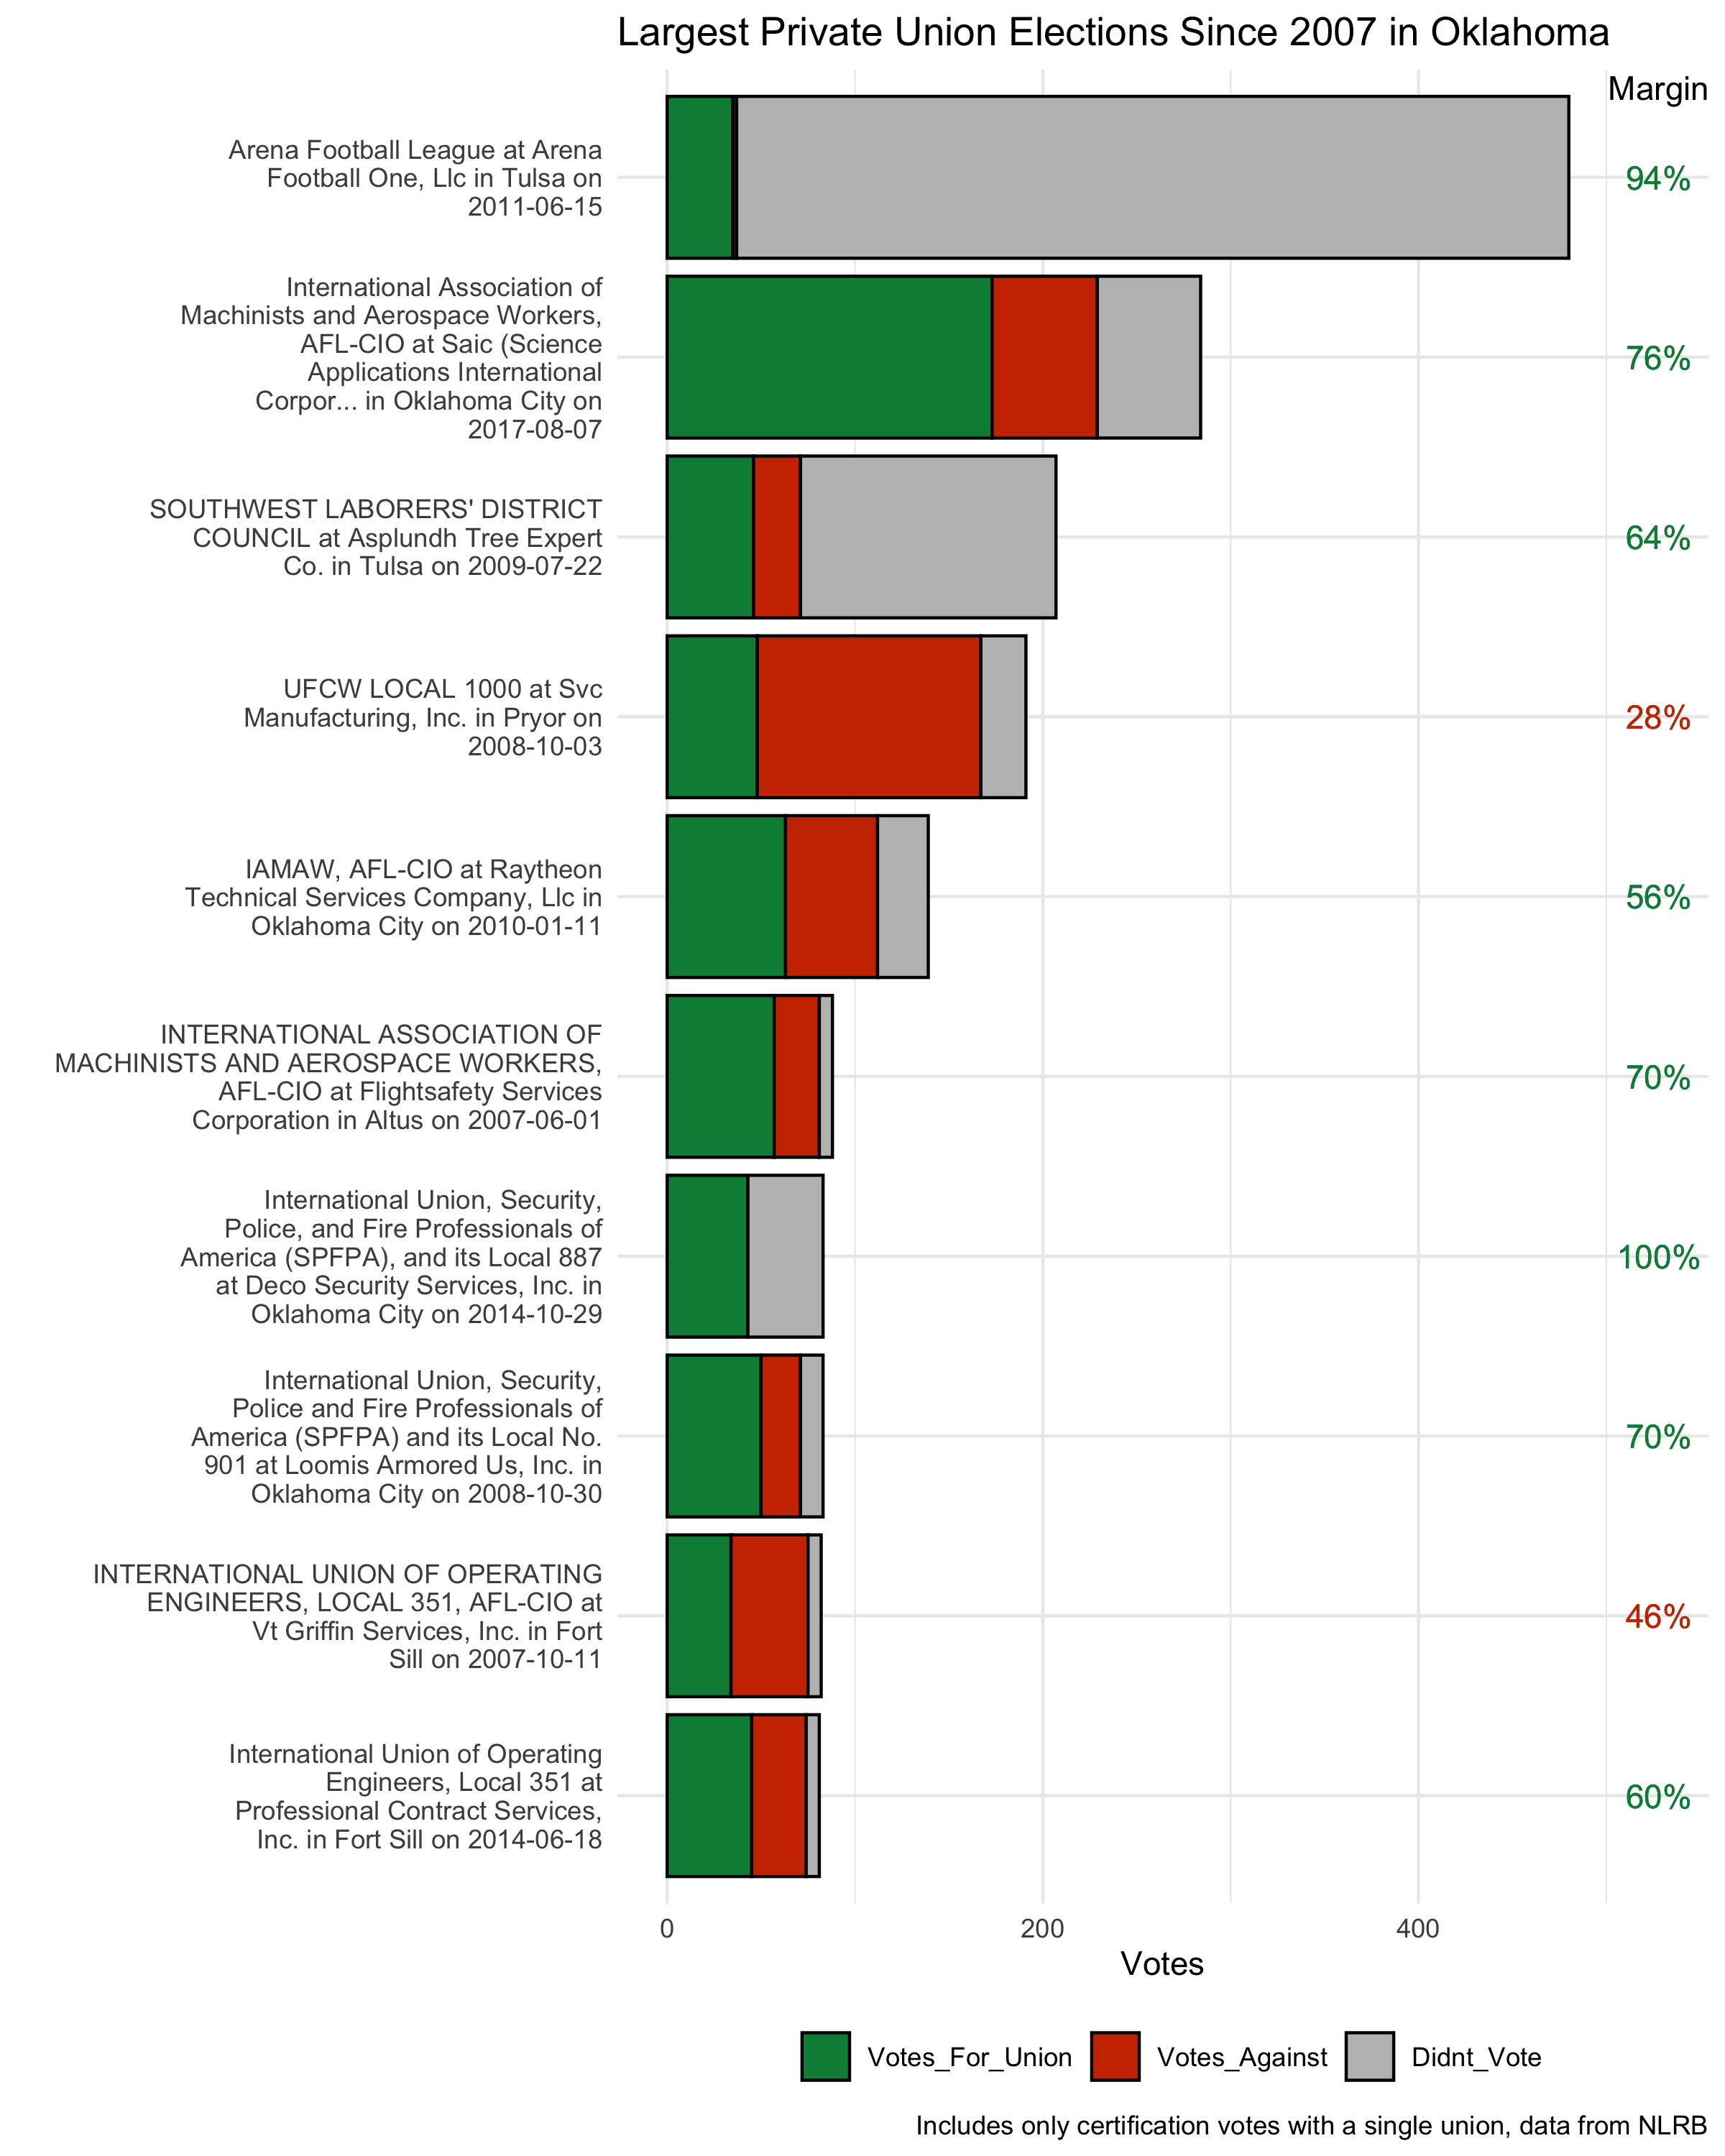 Largest Private Union Elections Since 2007 in Oklahoma
Margin
Arena Football League at Arena
Football One, Llc in Tulsa on
2011-06-15
94%
International Association of
Machinists and Aerospace Workers,
AFL-CIO at Saic (Science
Applications International
Corpor... in Oklahoma City on
2017-08-07
76%
SOUTHWEST LABORERS' DISTRICT
COUNCIL at Asplundh Tree Expert
Co. in Tulsa on 2009-07-22
64%
UFCW LOCAL 1000 at Svc
Manufacturing, Inc. in Pryor on
2008-10-03
28%
IAMAW, AFL-CIO at Raytheon
Technical Services Company, Llc in
Oklahoma City on 2010-01-11
56%
INTERNATIONAL ASSOCIATION OF
MACHINISTS AND AEROSPACE WORKERS,
AFL-CIO at Flightsafety Services
Corporation in Altus on 2007-06-01
70%
International Union, Security,
Police, and Fire Professionals of
America (SPFPA), and its Local 887
at Deco Security Services, Inc. in
Oklahoma City on 2014-10-29
100%
International Union, Security,
Police and Fire Professionals of
America (SPFPA) and its Local No.
901 at Loomis Armored Us, Inc. in
Oklahoma City on 2008-10-30
70%
INTERNATIONAL UNION OF OPERATING
ENGINEERS, LOCAL 351, AFL-CIO at
Vt Griffin Services, Inc. in Fort
Sill on 2007-10-11
46%
International Union of Operating
Engineers, Local 351 at
Professional Contract Services,
Inc. in Fort Sill on 2014-06-18
60%
0 200 400
Votes
Votes_For_Union Votes_Against Didnt_Vote
Includes only certification votes with a single union, data from NLRB